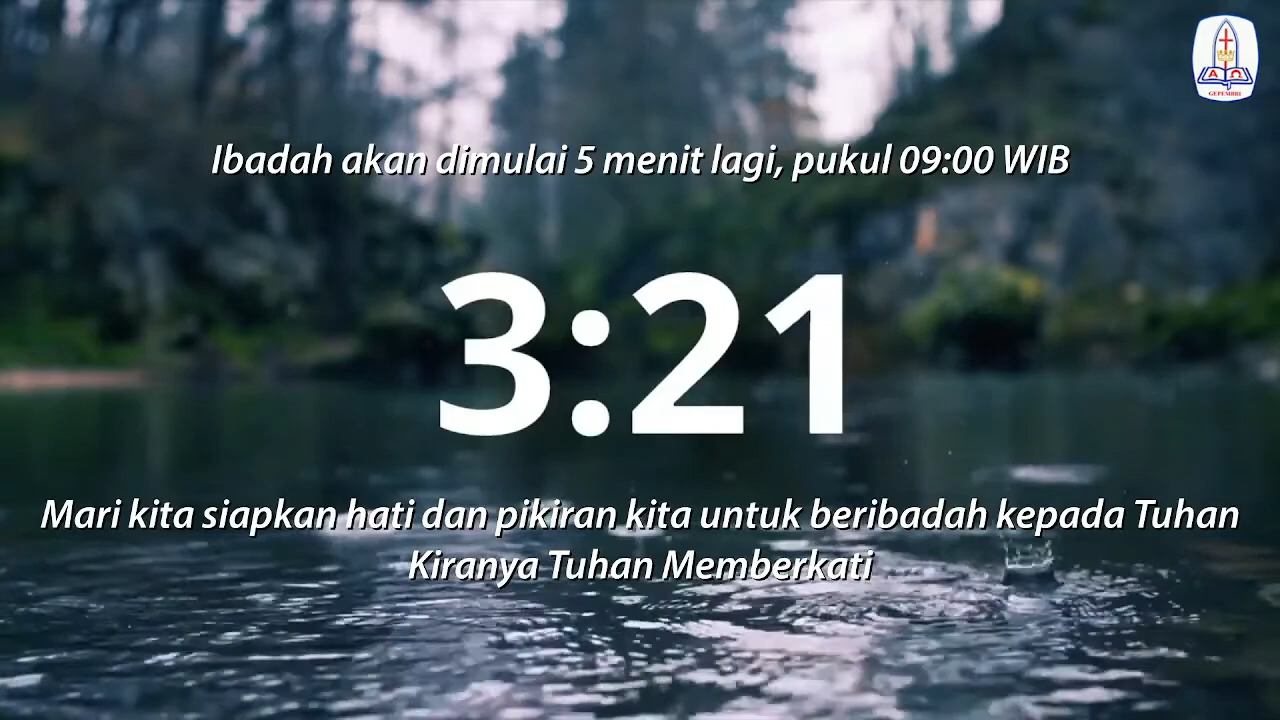 Ibadah akan dimulai 5 menit lagi, pukul 09:00 WIB
3:21
Mari kita siapkan hati dan pikiran kita untuk beribadah kepada Tuhan
Kiranya Tuhan Memberkati
Α Ω
GEPEMBRI